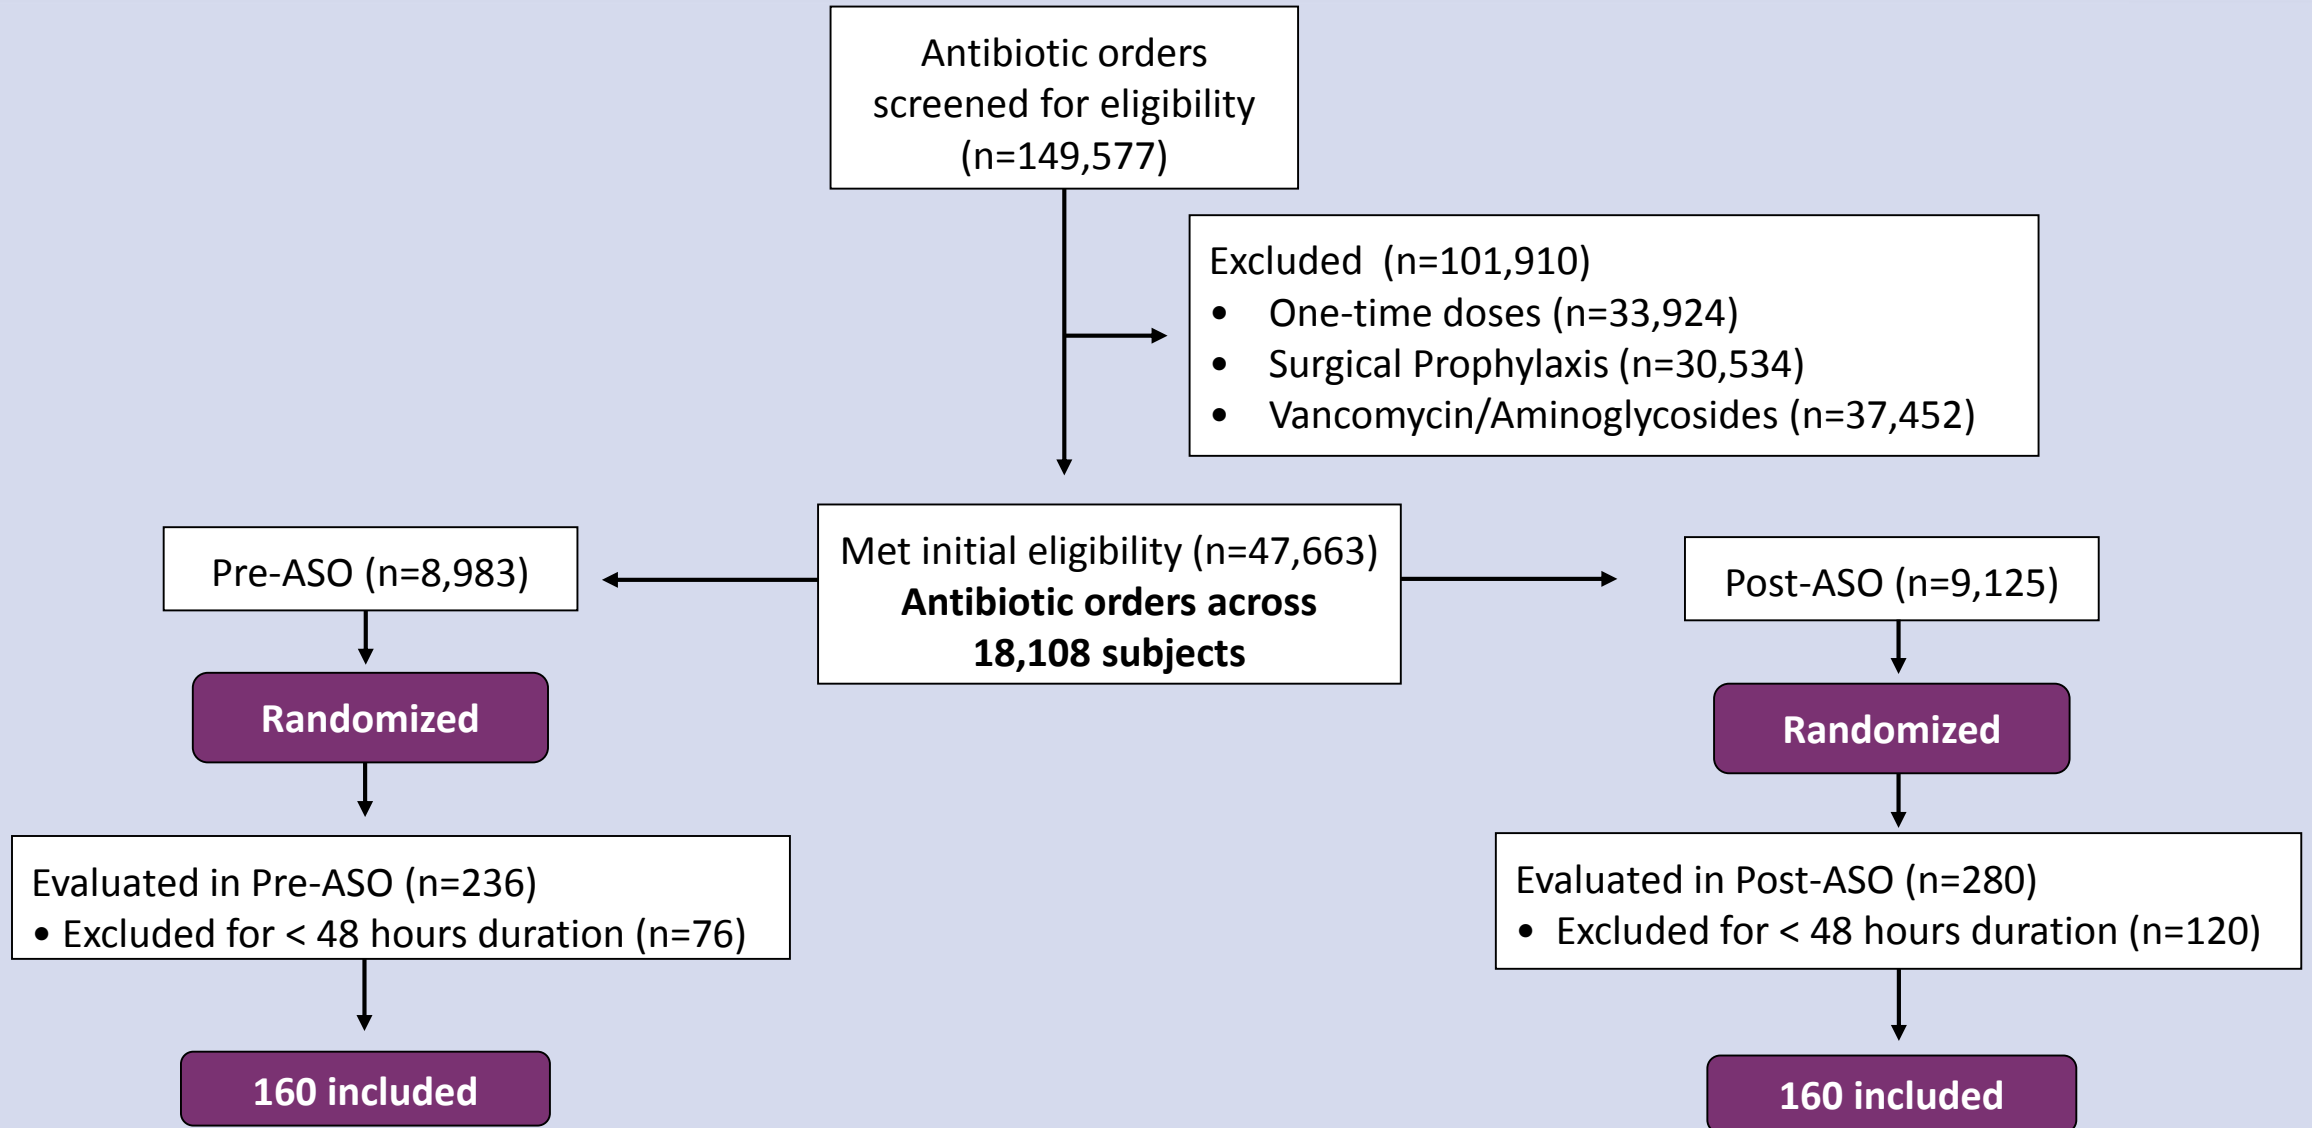 Antibiotic orders
screened for eligibility
(n=149,577)
Excluded  (n=101,910)
• One-time doses (n=33,924)
• Surgical Prophylaxis (n=30,534)
• Vancomycin/Aminoglycosides (n=37,452)
Met initial eligibility (n=47,663)
Antibiotic orders across
18,108 subjects
Pre-ASO (n=8,983)
Randomized
Evaluated in Pre-ASO (n=236)
• Excluded for < 48 hours duration (n=76)
160 included
Post-ASO (n=9,125)
Randomized
Evaluated in Post-ASO (n=280)
• Excluded for < 48 hours duration (n=120)
160 included